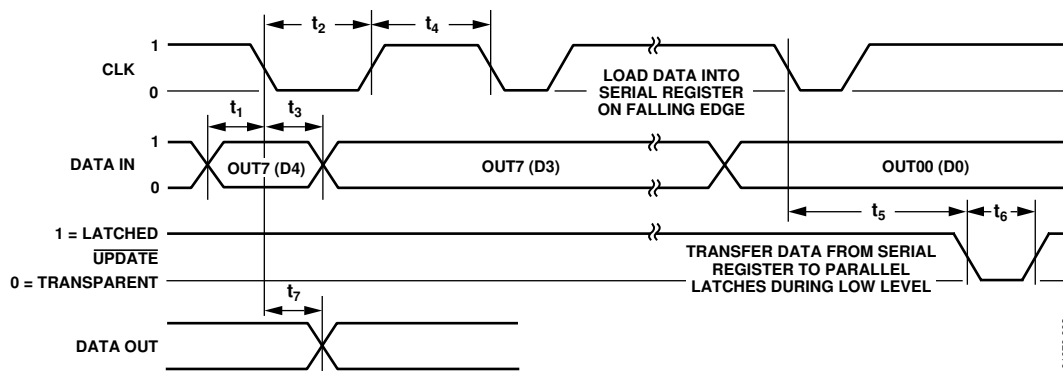 t2
t4
1
CLK
0
LOAD DATA INTO
SERIAL REGISTER
ON FALLING EDGE
t1
t3
1
DATA IN
0
OUT7 (D4)
OUT7 (D3)
OUT00 (D0)
t5
t6
1 = LATCHED
UPDATE
0 = TRANSPARENT
TRANSFER DATA FROM SERIAL
REGISTER TO PARALLEL
LATCHES DURING LOW LEVEL
t7
DATA OUT